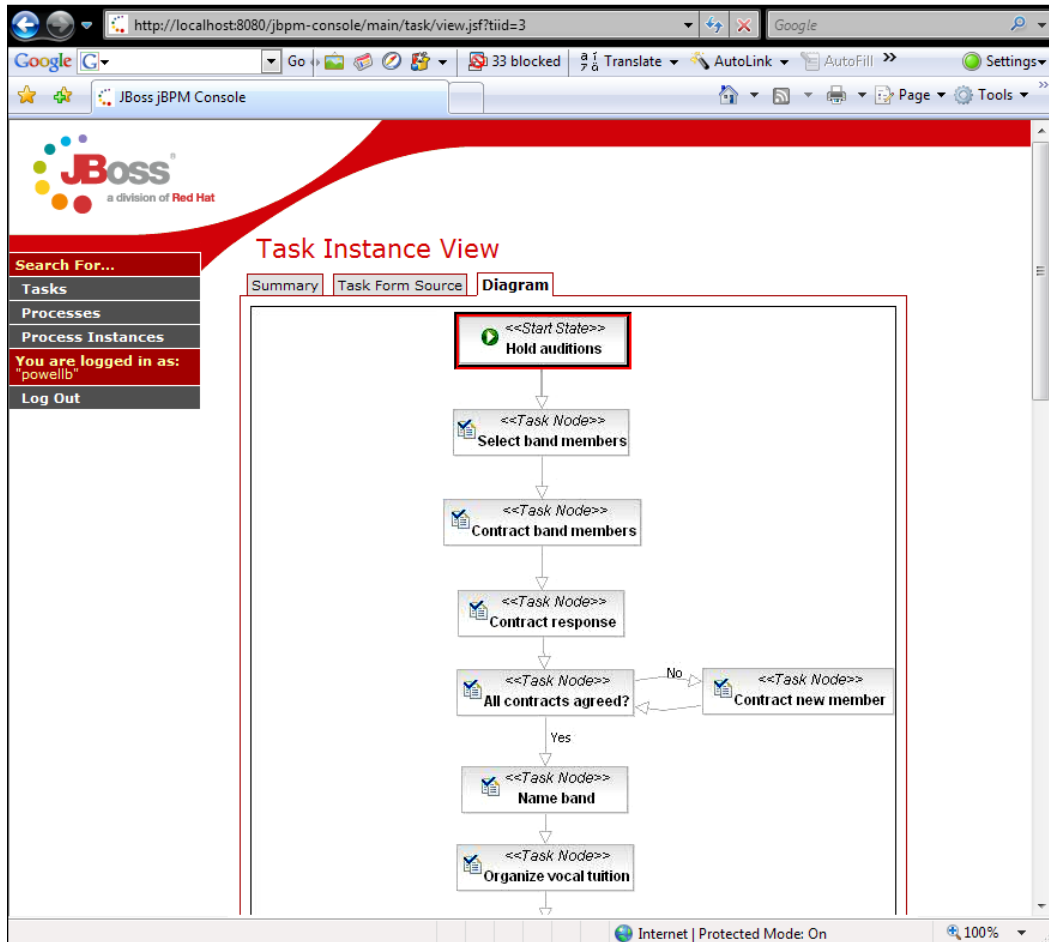 http://localhost:8080/jbpm-console/main/task/view.jsf?tiid=3
Google
Google G Go 33 blocked Translate AutoLink AutoFill >> Settings
JBoss jBPM Console Page Tools >>
JBoss®
a division of Red Hat
Task Instance View
Search For...
Tasks
Processes
Process Instances
You are logged in as:
"powellb"
Log Out
Summary Task Form Source Diagram
<<Start State>>
Hold auditions
<<Task Node>>
Select band members
<<Task Node>>
Contract band members
<<Task Node>>
Contract response
<<Task Node>>
All contracts agreed?
No
<<Task Node>>
Contract new member
Yes
<<Task Node>>
Name band
<<Task Node>>
Organize vocal tuition
Internet | Protected Mode: On 100%